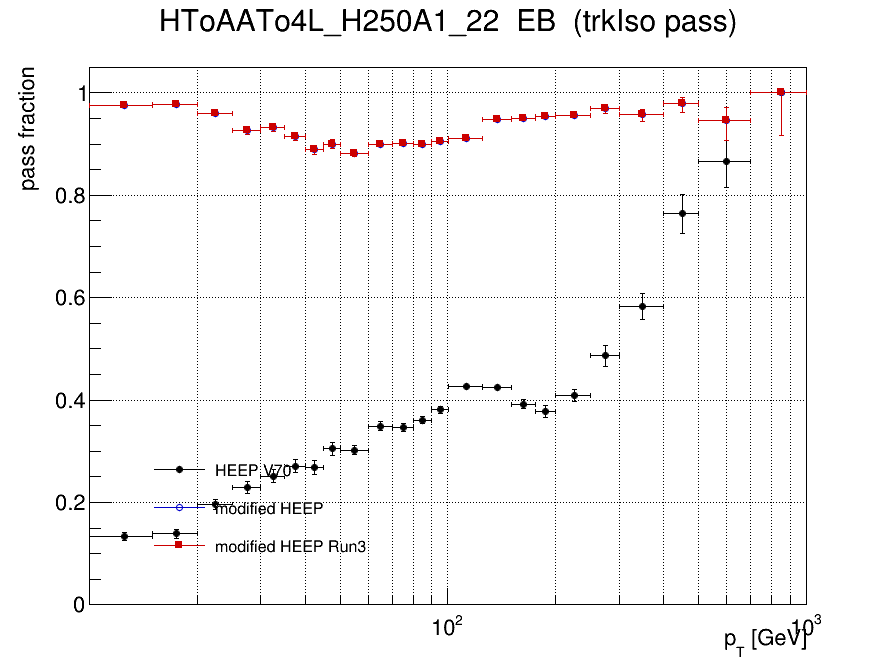 HToAATo4L_H250A1_22 EB (trkIso pass)
pass fraction
1
0.8
0.6
0.4
0.2
0
HEEP V70
modified HEEP
modified HEEP Run3
10²
10³
p_T [GeV]